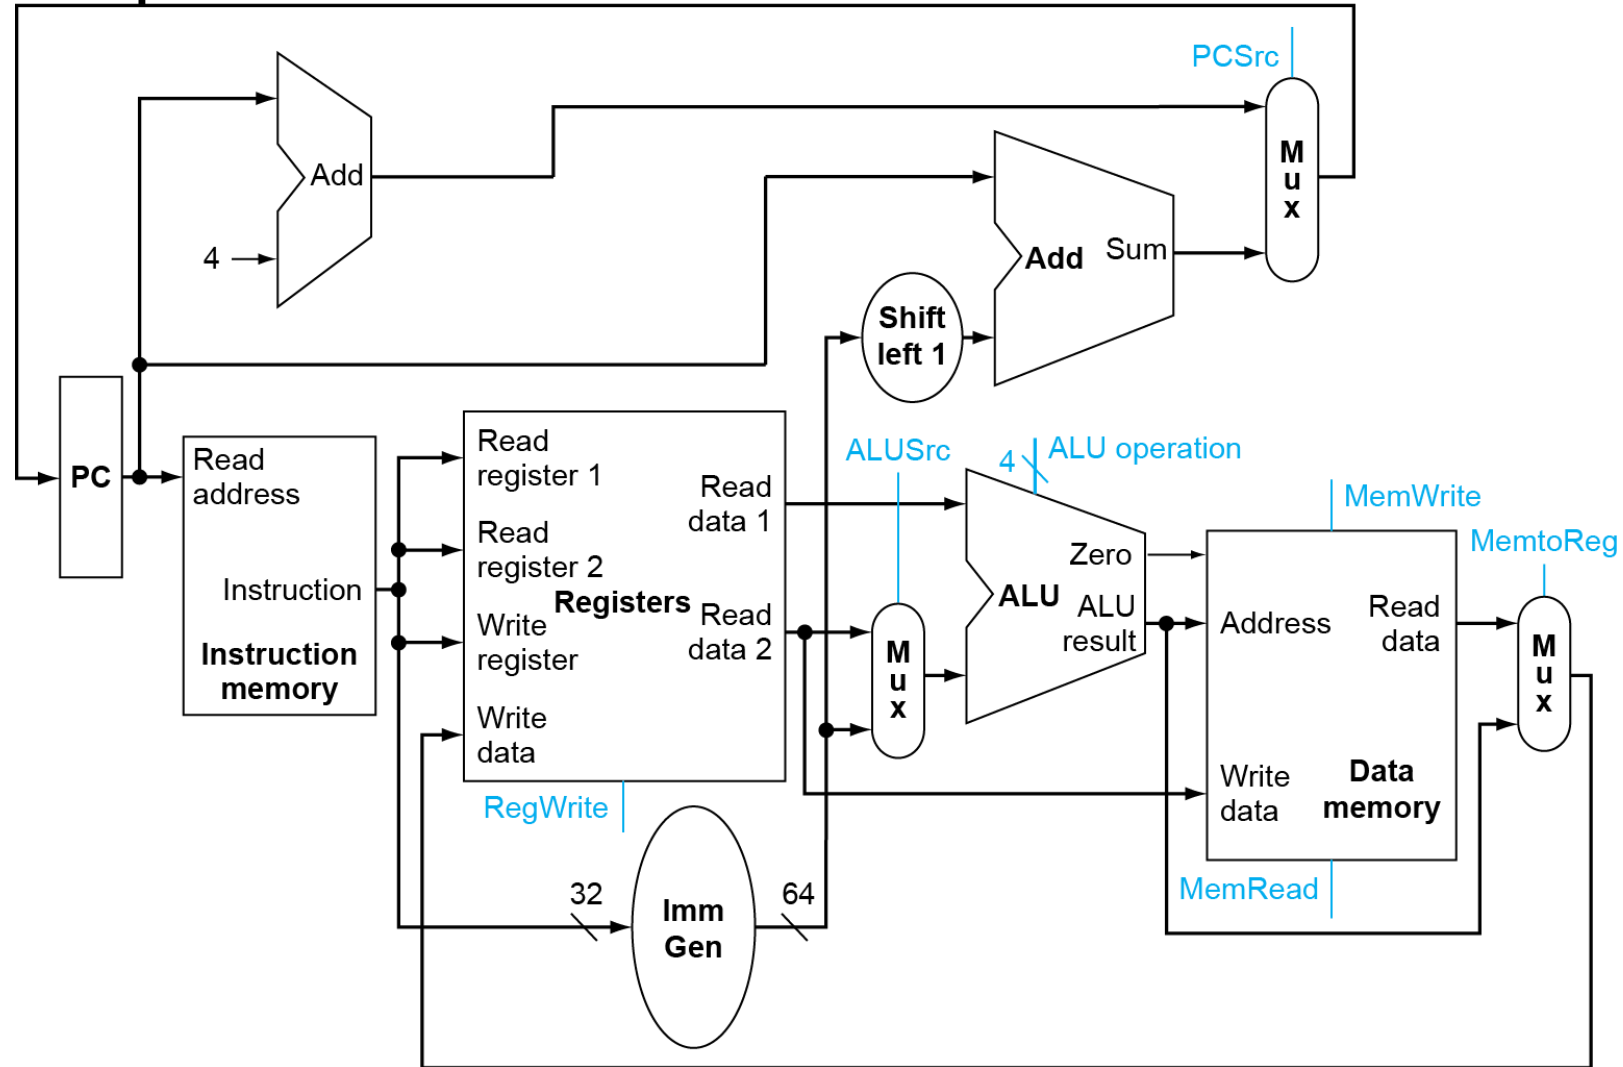 PCSrc
M
u
x
Add
4
Add
Sum
Shift
left 1
PC
Read
address
Instruction
Instruction
memory
Read
register 1
Read
register 2
Write
register
Write
data
Registers
Read
data 1
Read
data 2
RegWrite
ALUSrc
M
u
x
4
ALU operation
Zero
ALU
ALU
result
MemWrite
Address
Read
data
Write
data
Data
memory
MemRead
MemtoReg
M
u
x
32
Imm
Gen
64